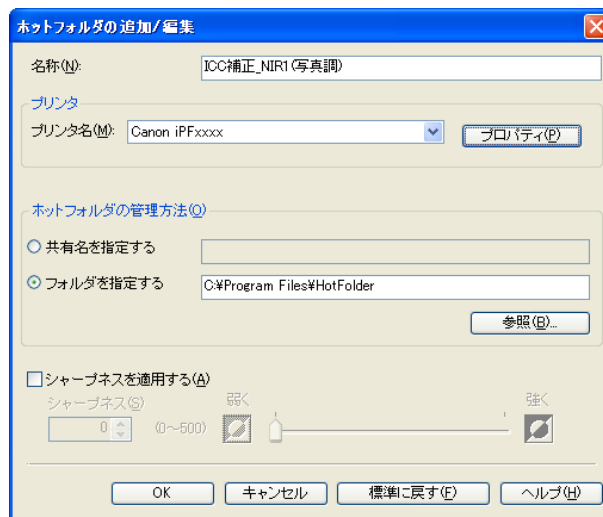 ホットフォルダの追加/編集
名称(N): ICC補正_NIR1(写真調)
プリンタ
プリンタ名(M): Canon iPFxxxx プロパティ(P)
ホットフォルダの管理方法(O)
共有名を指定する
フォルダを指定する C:¥Program Files¥HotFolder
参照(B)...
シャープネスを適用する(A)
シャープネス(S) 弱く 強く
0 (0～500)
OK キャンセル 標準に戻す(F) ヘルプ(H)